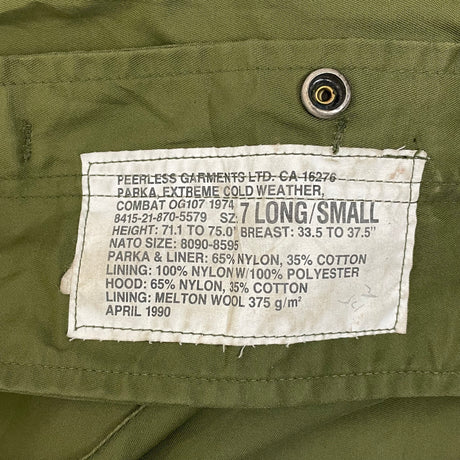 PEERLESS GARMENTS LTD. CA-16276
PARKA, EXTREME COLD WEATHER,
COMBAT OG107 1974
8415-21-870-5579 SZ: 7 LONG/SMALL
HEIGHT: 71.1 TO 75.0' BREAST: 33.5 TO 37.5"
NATO SIZE: 8090-8595
PARKA & LINER: 65% NYLON, 35% COTTON
LINING: 100% NYLON W/100% POLYESTER
HOOD: 65% NYLON, 35% COTTON
LINING: MELTON WOOL 375 g/m²
APRIL 1990